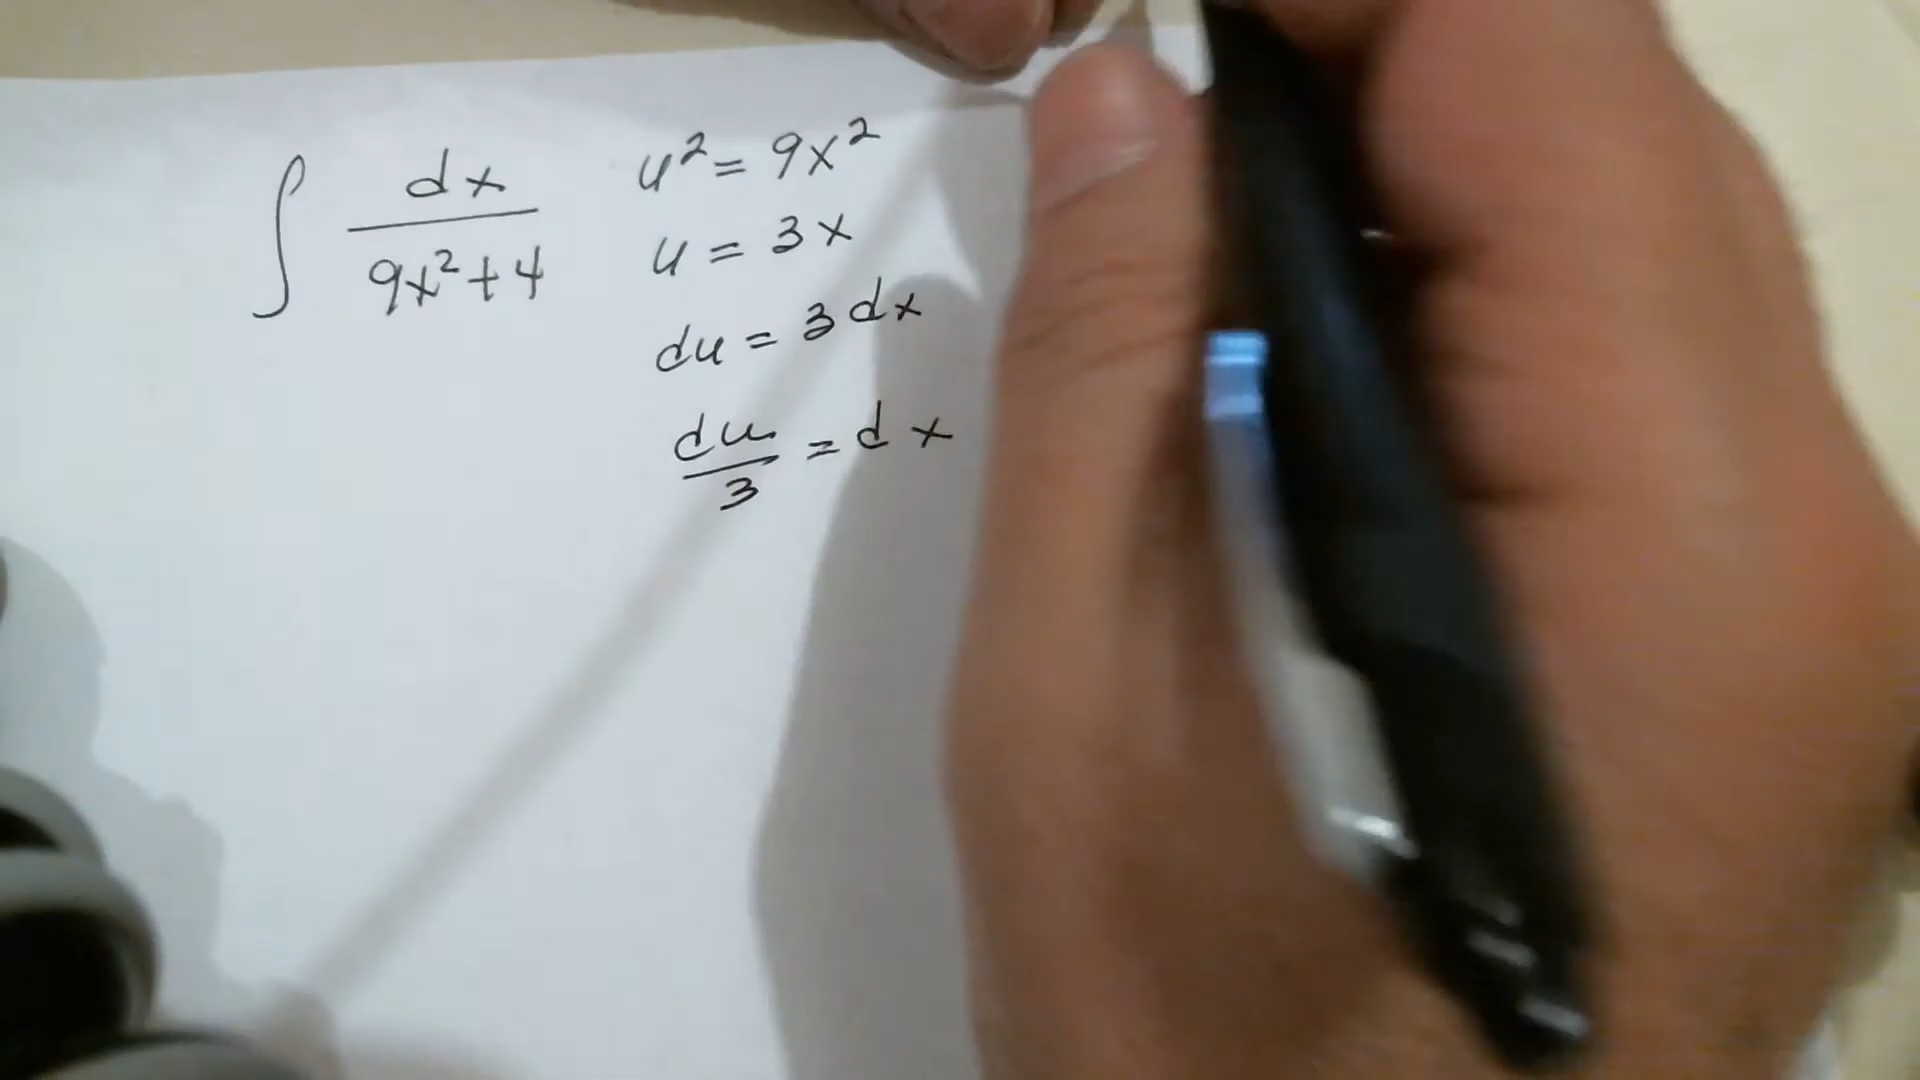 ∫ dx / (9x² + 4)
u² = 9x²
u = 3x
du = 3dx
du/3 = dx